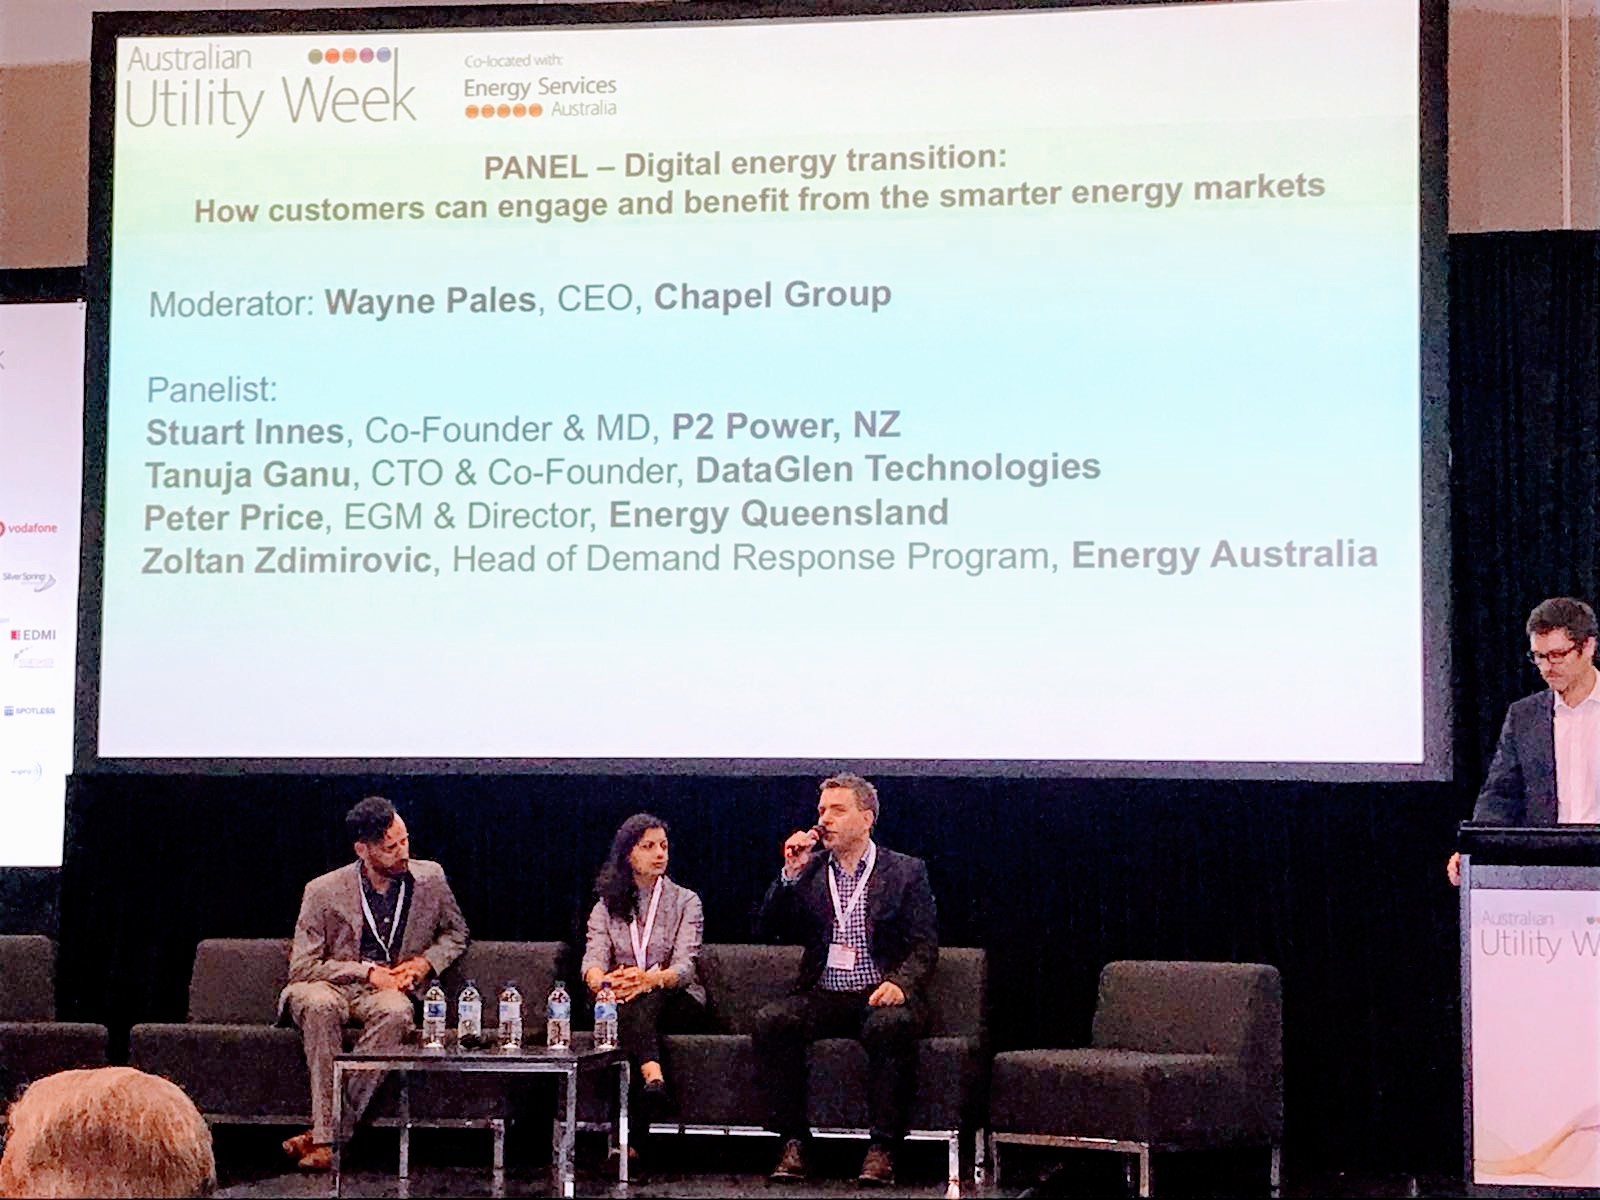 Australian
Utility Week
Co-located with:
Energy Services
Australia
PANEL – Digital energy transition:
How customers can engage and benefit from the smarter energy markets
Moderator: Wayne Pales, CEO, Chapel Group
Panelist:
Stuart Innes, Co-Founder & MD, P2 Power, NZ
Tanuja Ganu, CTO & Co-Founder, DataGlen Technologies
Peter Price, EGM & Director, Energy Queensland
Zoltan Zdimirovic, Head of Demand Response Program, Energy Australia
vodafone
Silver Spring
EDMI
SPOTLESS
Australian
Utility W